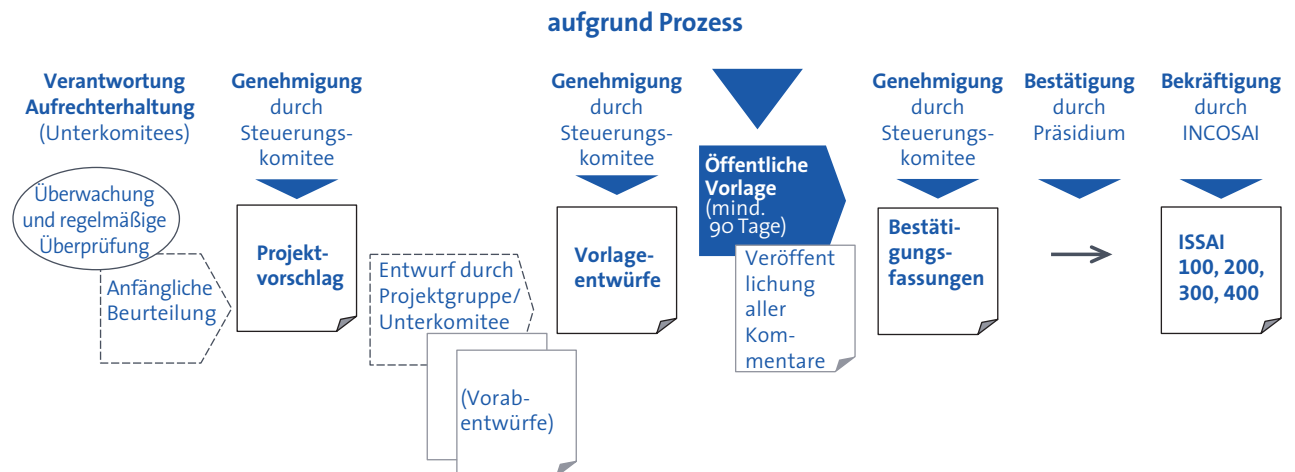 aufgrund Prozess
Verantwortung
Aufrechterhaltung
(Unterkomitees)
Genehmigung
durch
Steuerungs-
komitee
Genehmigung
durch
Steuerungs-
komitee
Genehmigung
durch
Steuerungs-
komitee
Bestätigung
durch
Präsidium
Bekräftigung
durch
INCOSAI
Überwachung
und regelmäßige
Überprüfung
Anfängliche
Beurteilung
Projekt-
vorschlag
Entwurf durch
Projektgruppe/
Unterkomitee
(Vorab-
entwürfe)
Vorlage-
entwürfe
Öffentliche
Vorlage
(mind.
90 Tage)
Veröffent
lichung
aller
Kom-
mentare
Bestäti-
gungs-
fassungen
ISSAI
100, 200,
300, 400